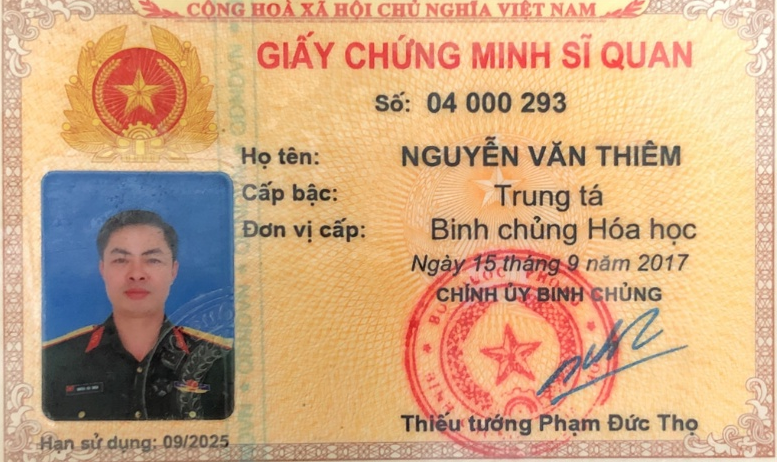 CỘNG HOÀ XÃ HỘI CHỦ NGHĨA VIỆT NAM
GIẤY CHỨNG MINH SĨ QUAN
Số: 04 000 293
Họ tên: NGUYỄN VĂN THIÊM
Cấp bậc: Trung tá
Đơn vị cấp: Binh chủng Hóa học
Ngày 15 tháng 9 năm 2017
CHÍNH ỦY BINH CHỦNG
Thiếu tướng Phạm Đức Thọ
Hạn sử dụng: 09/2025